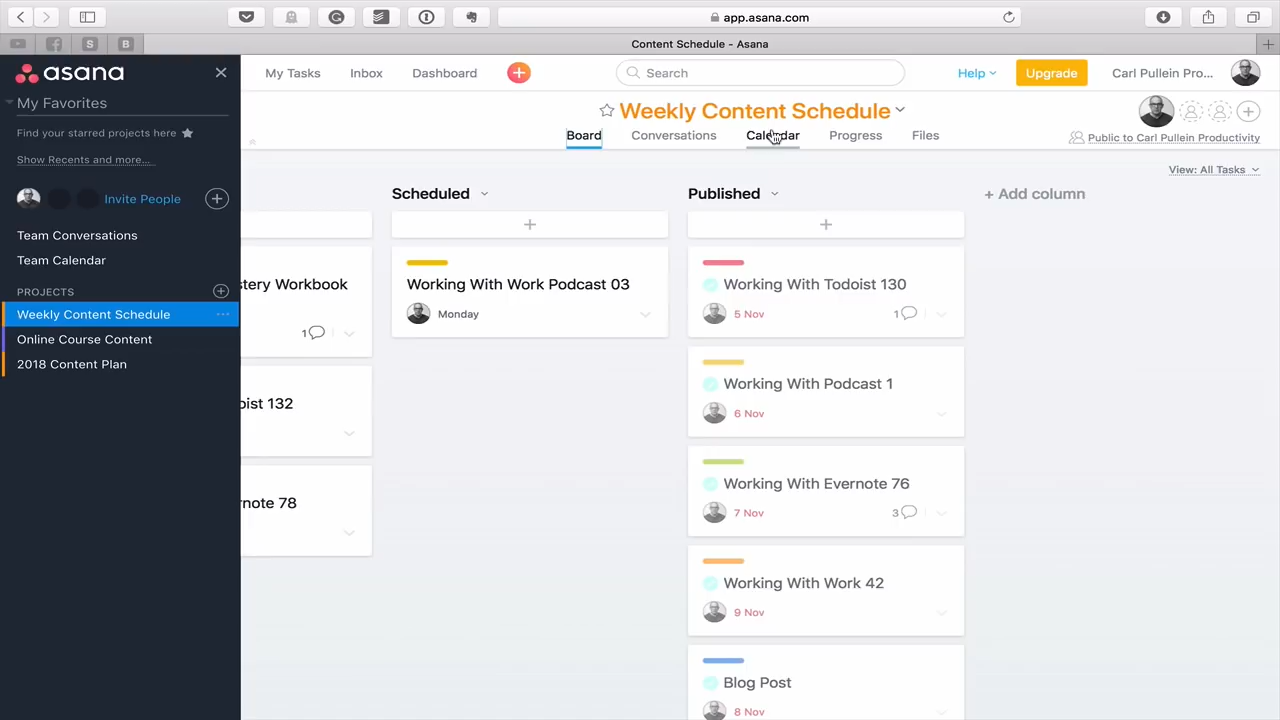 app.asana.com
S
B
Content Schedule - Asana
asana
My Favorites
Find your starred projects here
Show Recents and more...
Invite People
Team Conversations
Team Calendar
PROJECTS
Weekly Content Schedule
Online Course Content
2018 Content Plan
My Tasks
Inbox
Dashboard
Search
Help
Upgrade
Carl Pullein Pro...
Weekly Content Schedule
Board
Conversations
Calendar
Progress
Files
Public to Carl Pullein Productivity
View: All Tasks
stery Workbook
1
oist 132
rnote 78
Scheduled
Working With Work Podcast 03
Monday
Published
Working With Todoist 130
5 Nov
1
Working With Podcast 1
6 Nov
Working With Evernote 76
7 Nov
3
Working With Work 42
9 Nov
Blog Post
8 Nov
+ Add column